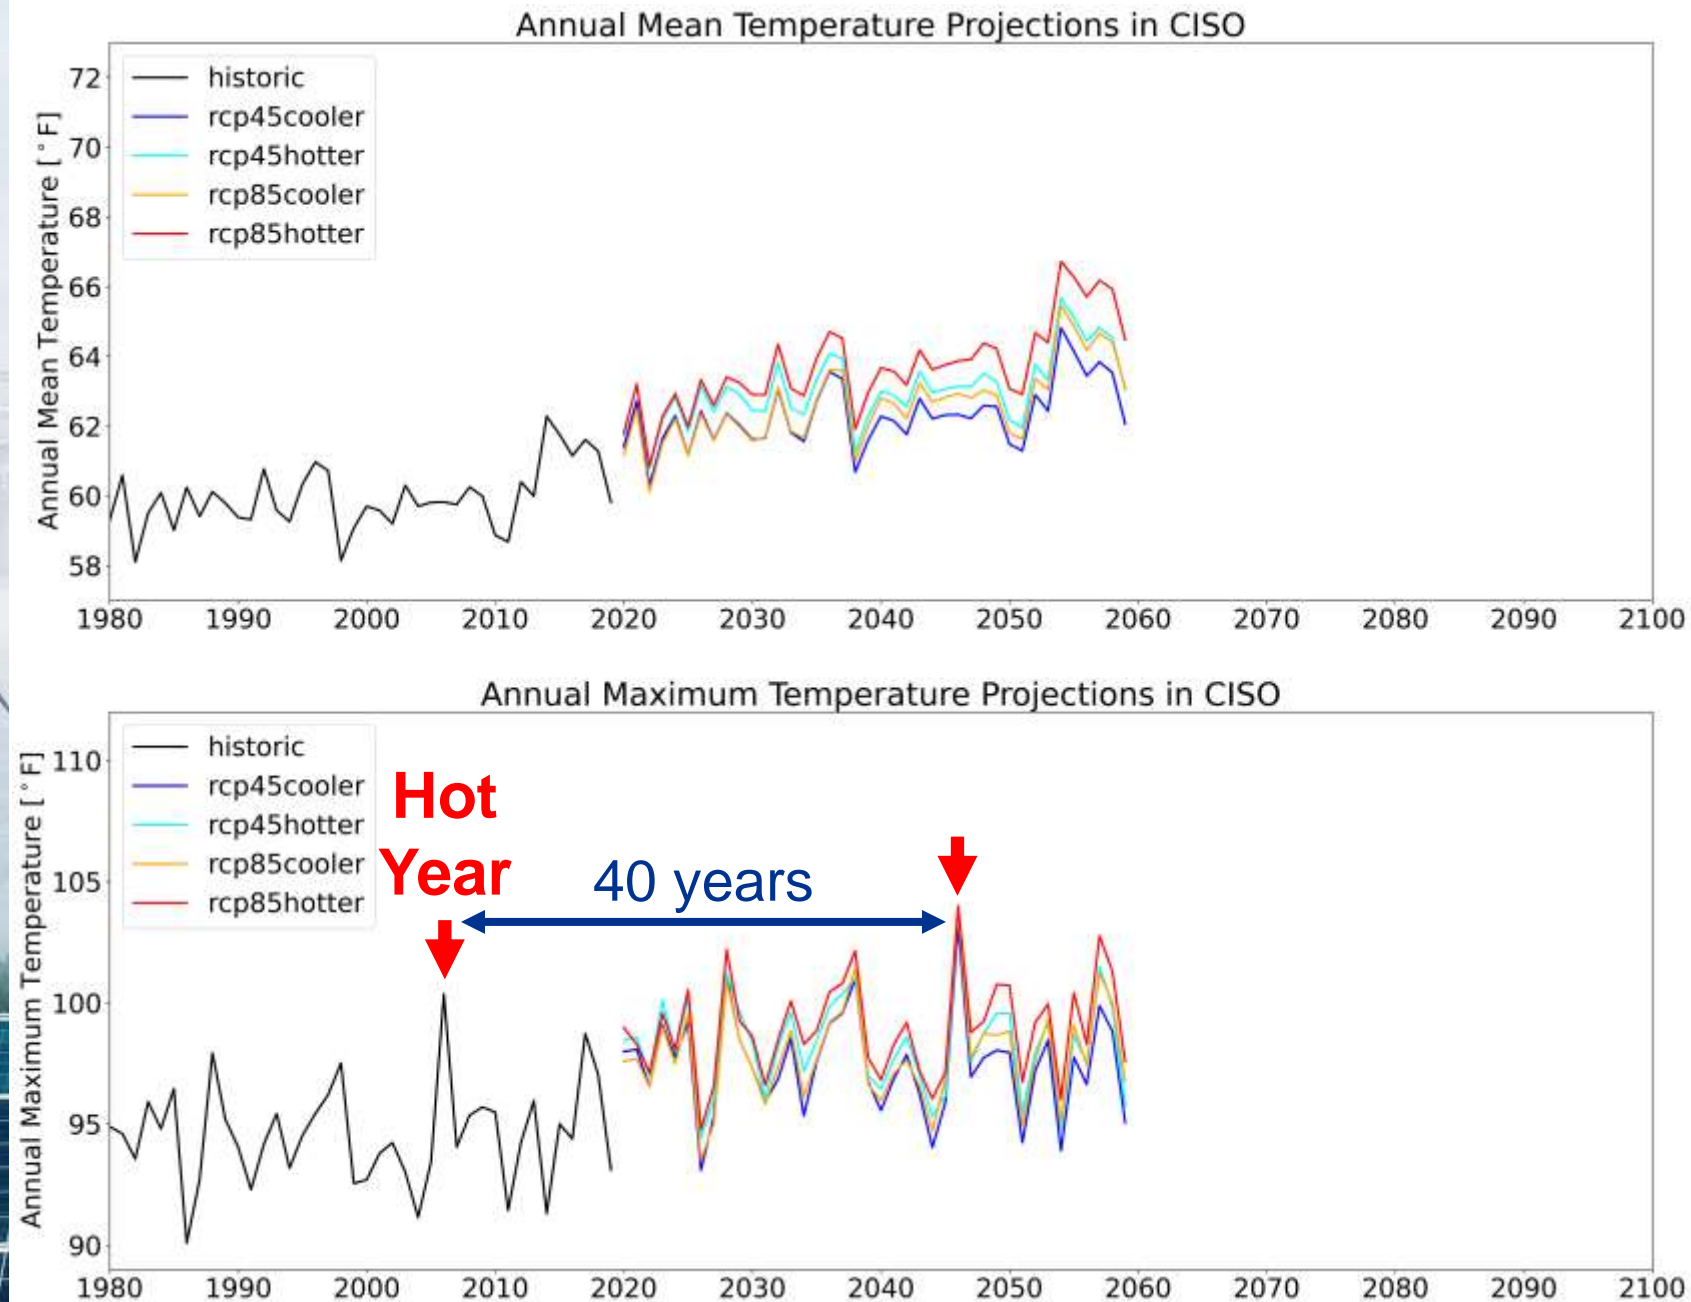 Annual Mean Temperature Projections in CISO
Annual Mean Temperature [°F]
72
70
68
66
64
62
60
58
historic
rcp45cooler
rcp45hotter
rcp85cooler
rcp85hotter
1980 1990 2000 2010 2020 2030 2040 2050 2060 2070 2080 2090 2100
Annual Maximum Temperature Projections in CISO
Annual Maximum Temperature [°F]
110
105
100
95
90
historic
rcp45cooler
rcp45hotter
rcp85cooler
rcp85hotter
Hot
Year
40 years
1980 1990 2000 2010 2020 2030 2040 2050 2060 2070 2080 2090 2100